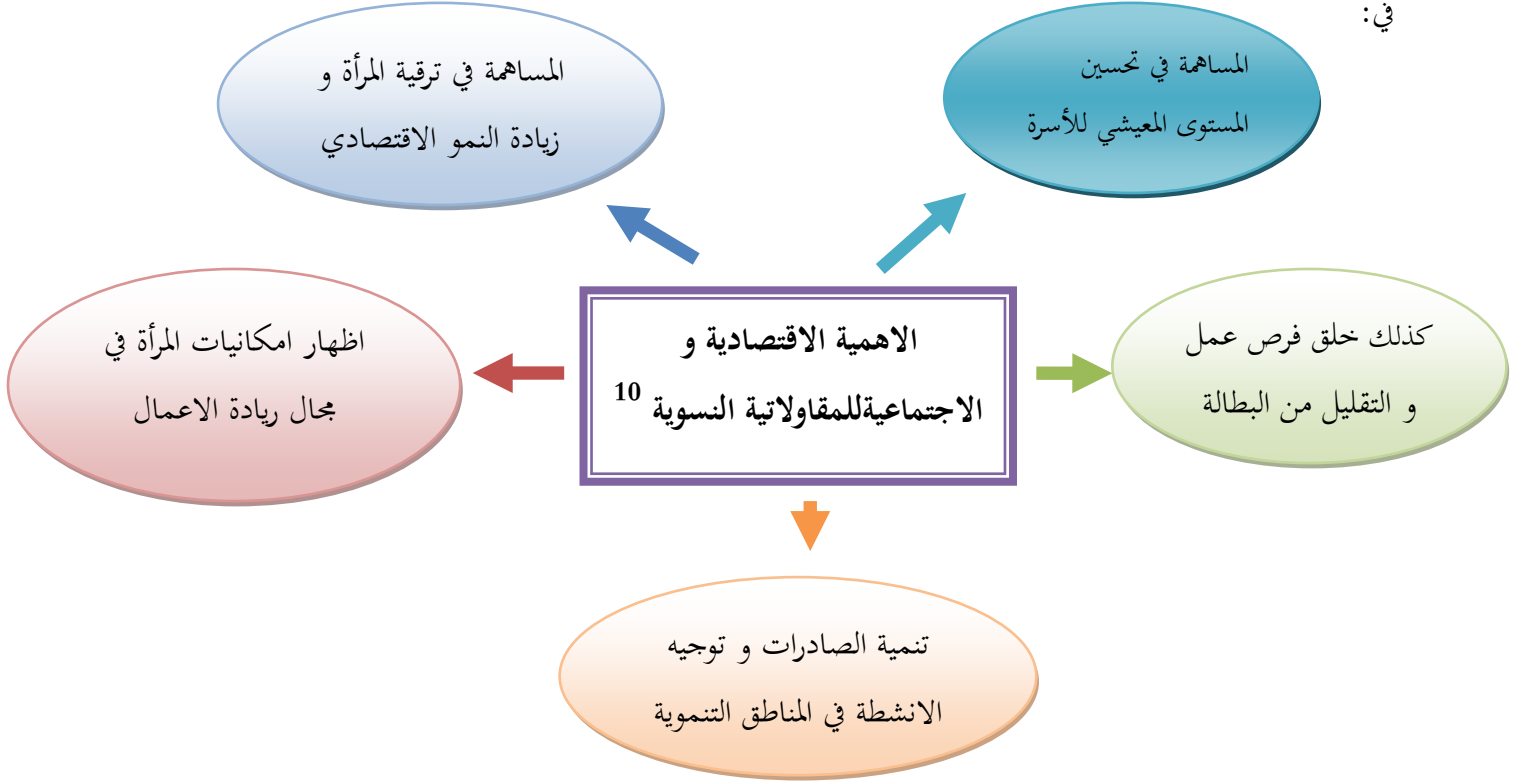 في:
المساهمة في تحسين
المستوى المعيشي للأسرة
المساهمة في ترقية المرأة و
زيادة النمو الاقتصادي
كذلك خلق فرص عمل
و التقليل من البطالة
الاهمية الاقتصادية و
الاجتماعيةللمقاولاتية النسوية 10
اظهار امكانيات المرأة في
مجال ريادة الاعمال
تنمية الصادرات و توجيه
الانشطة في المناطق التنموية